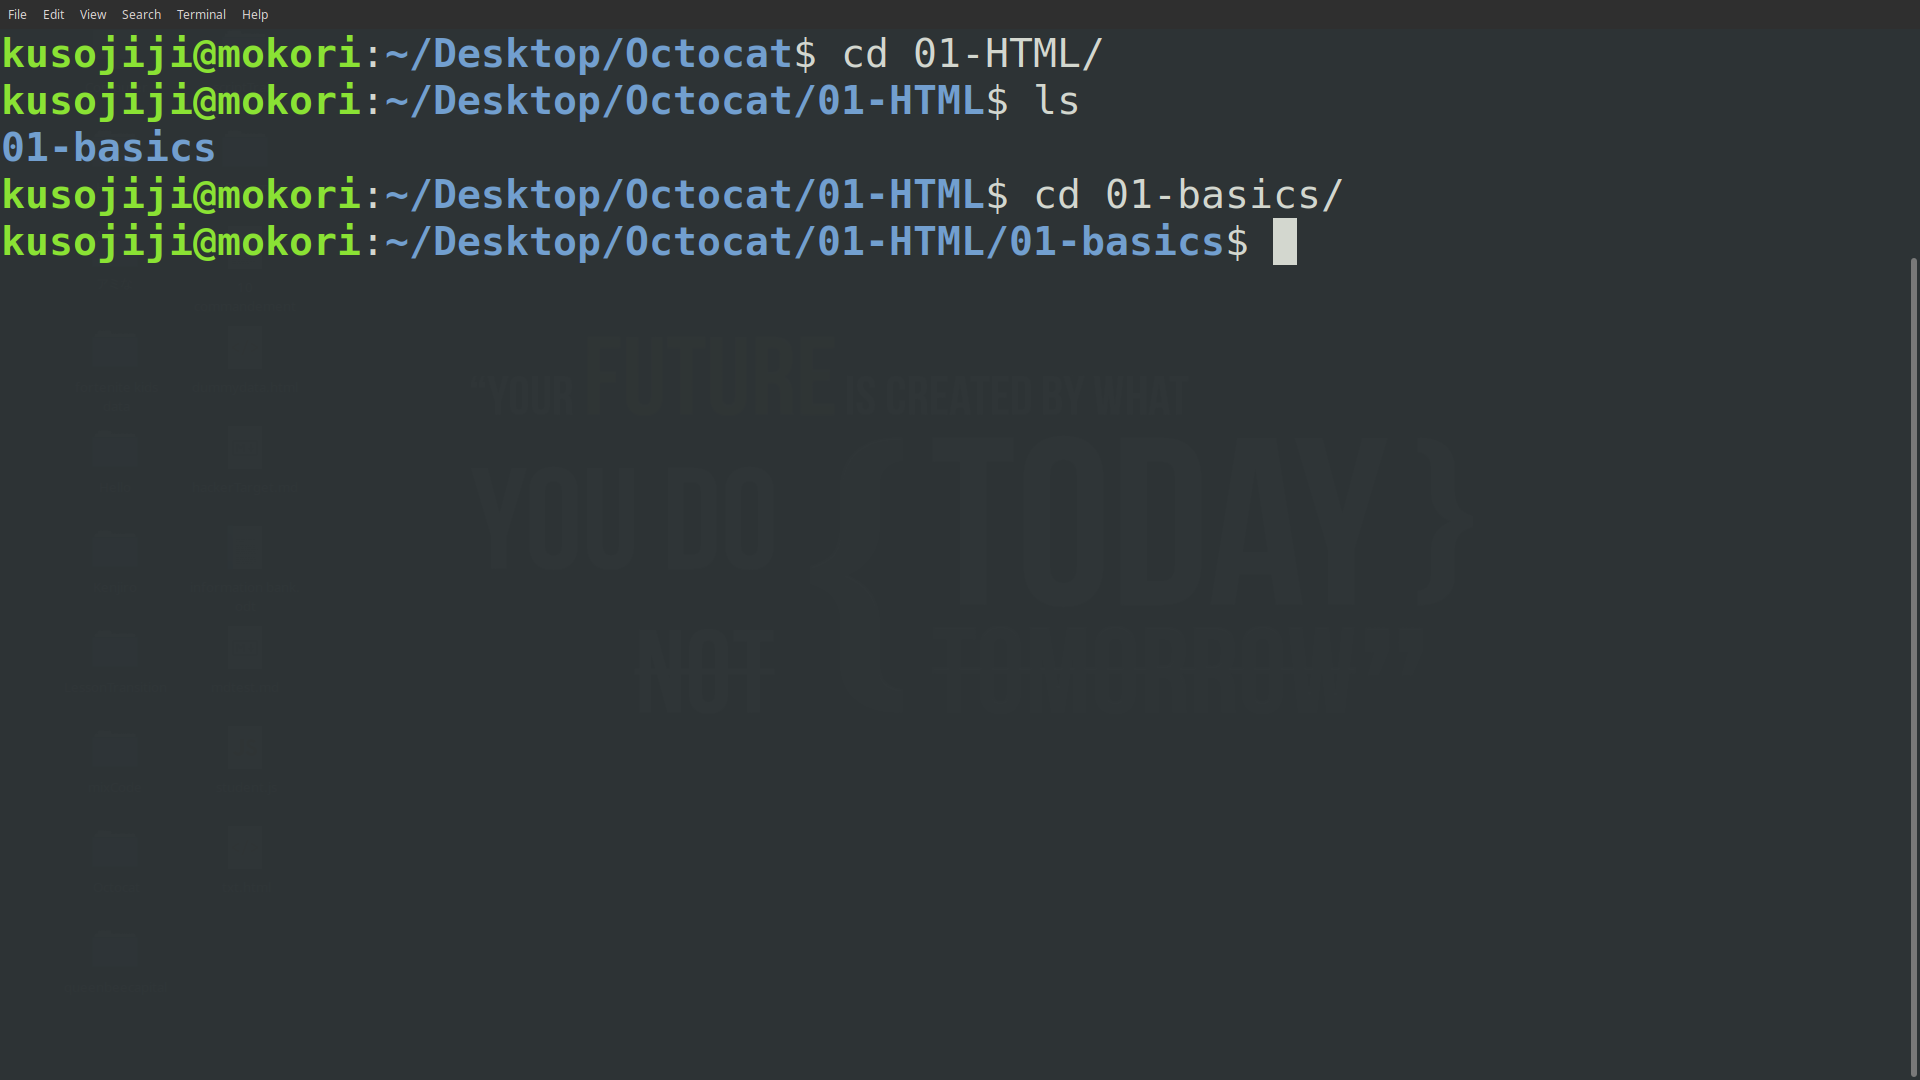 File Edit View Search Terminal Help
kusojiji@mokori:~/Desktop/Octocat$ cd 01-HTML/
kusojiji@mokori:~/Desktop/Octocat/01-HTML$ ls
01-basics
kusojiji@mokori:~/Desktop/Octocat/01-HTML$ cd 01-basics/
kusojiji@mokori:~/Desktop/Octocat/01-HTML/01-basics$
"YOUR FUTURE IS CREATED BY WHAT
YOU DO { TODAY }
NOT TOMORROW"